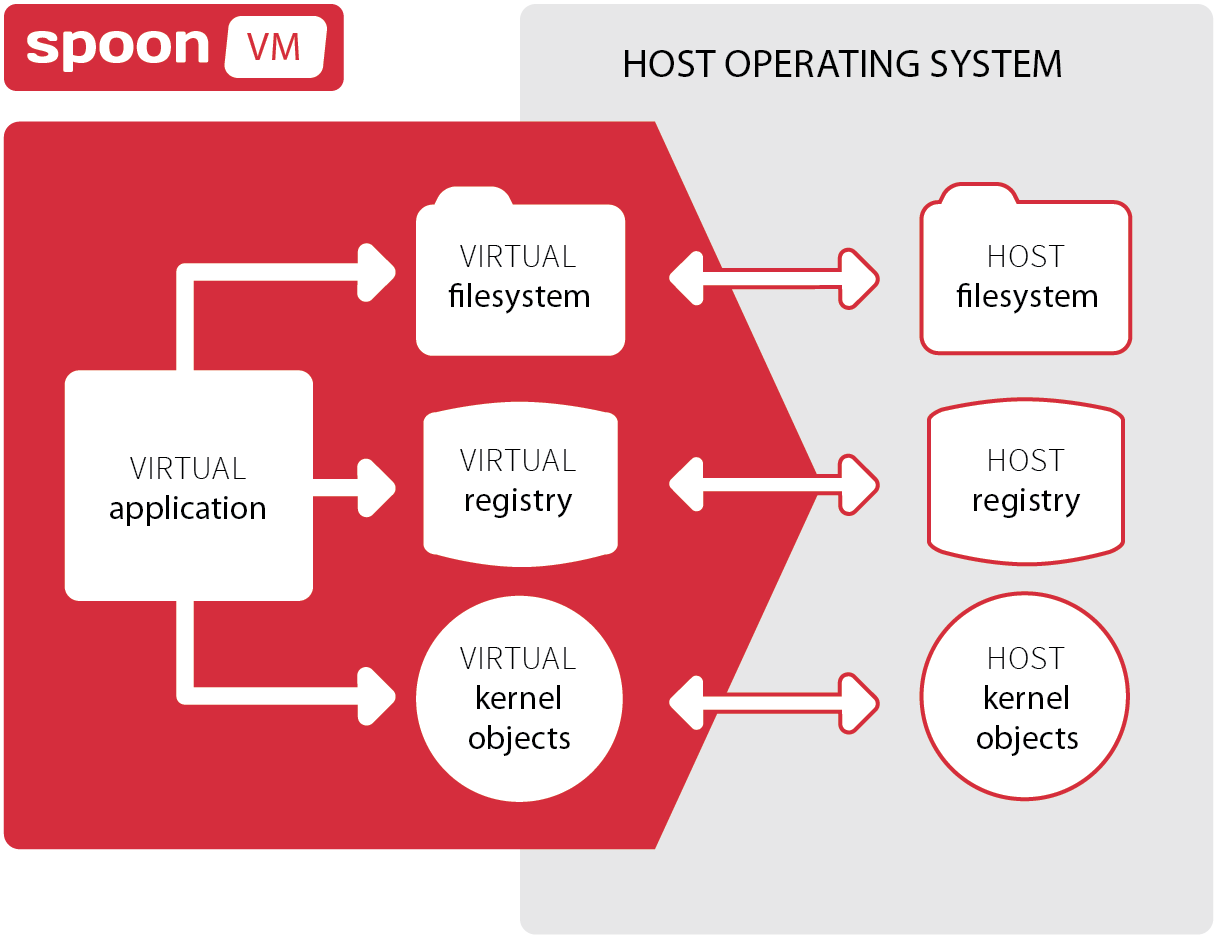 spoon VM
HOST OPERATING SYSTEM
VIRTUAL
filesystem
HOST
filesystem
VIRTUAL
application
VIRTUAL
registry
HOST
registry
VIRTUAL
kernel
objects
HOST
kernel
objects